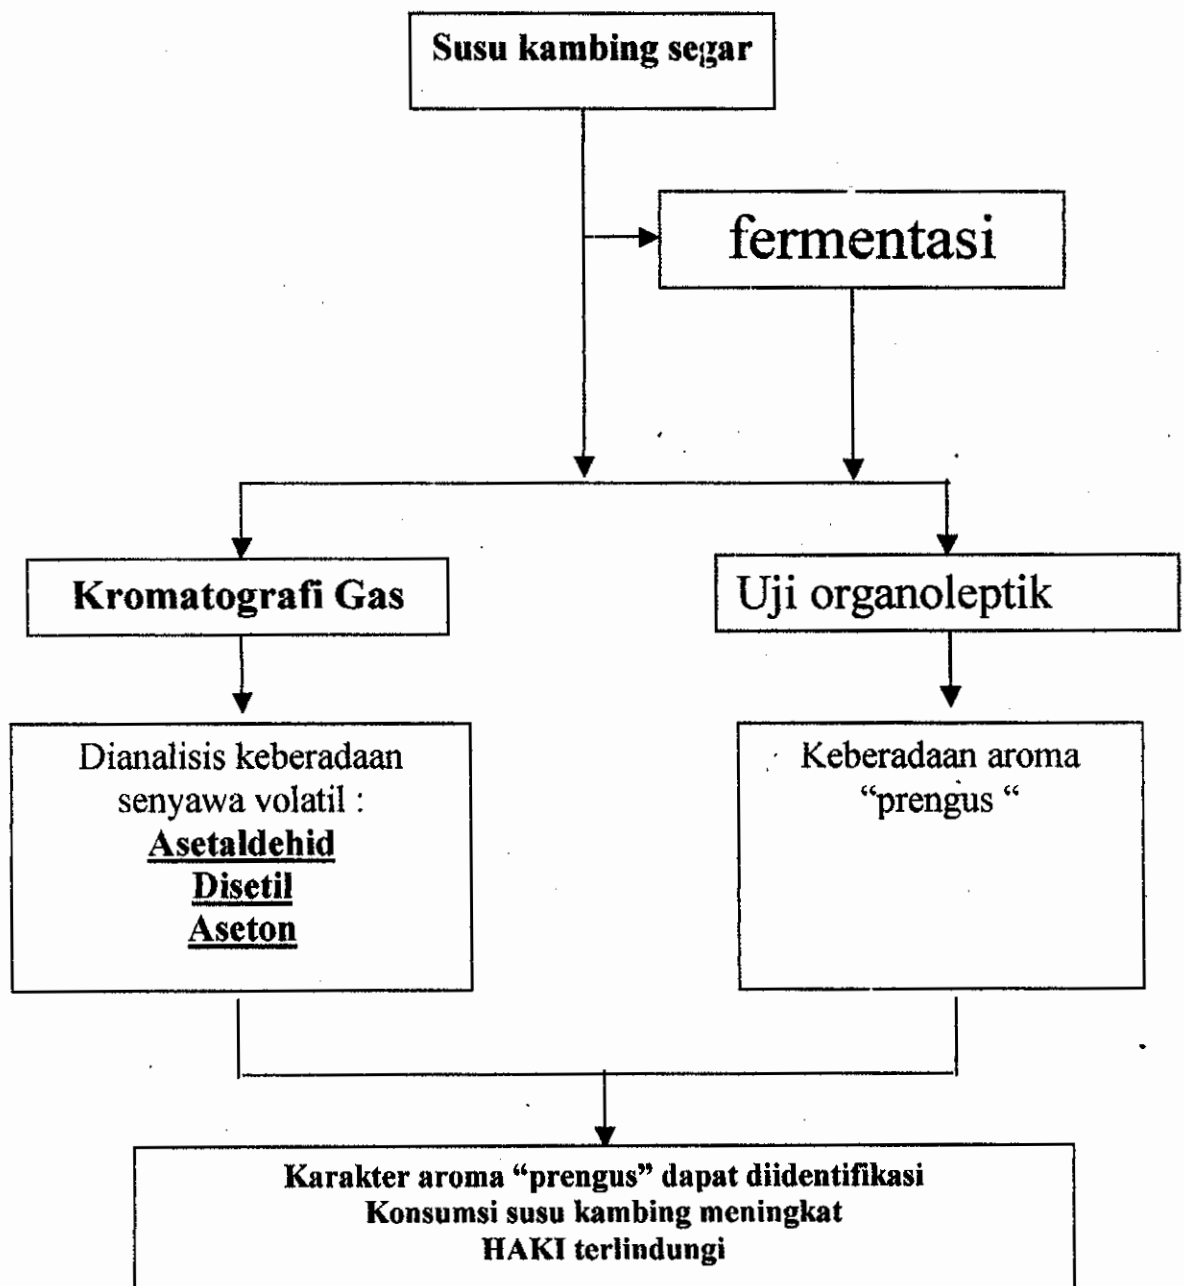 Susu kambing segar
fermentasi
Kromatografi Gas
Uji organoleptik
Dianalisis keberadaan
senyawa volatil :
Asetaldehid
Disetil
Aseton
Keberadaan aroma
“prengus “
Karakter aroma “prengus” dapat diidentifikasi
Konsumsi susu kambing meningkat
HAKI terlindungi